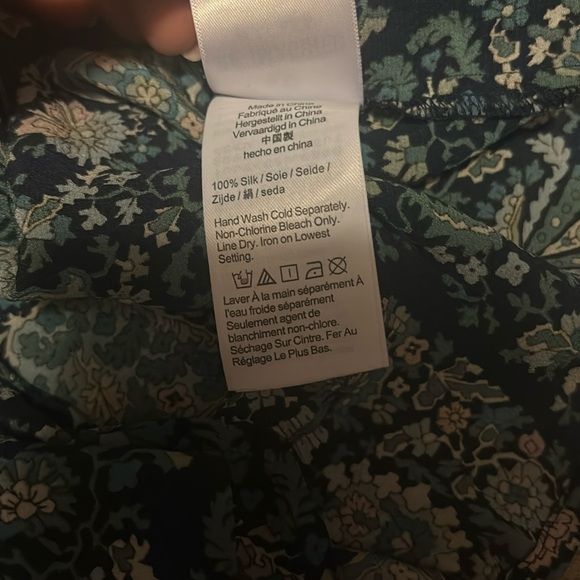 Made in China
Fabriqué au China
Hergestellt in China
Vervaardigd in China
中国製
hecho en china
100% Silk / Soie / Seide /
Zijde / 絹 / seda
Hand Wash Cold Separately.
Non-Chlorine Bleach Only.
Line Dry. Iron on Lowest
Setting.
Laver À la main séparément À
l'eau froide séparément
Seulement agent de
blanchiment non-chlore.
Séchage Sur Cintre. Fer Au
Réglage Le Plus Bas.